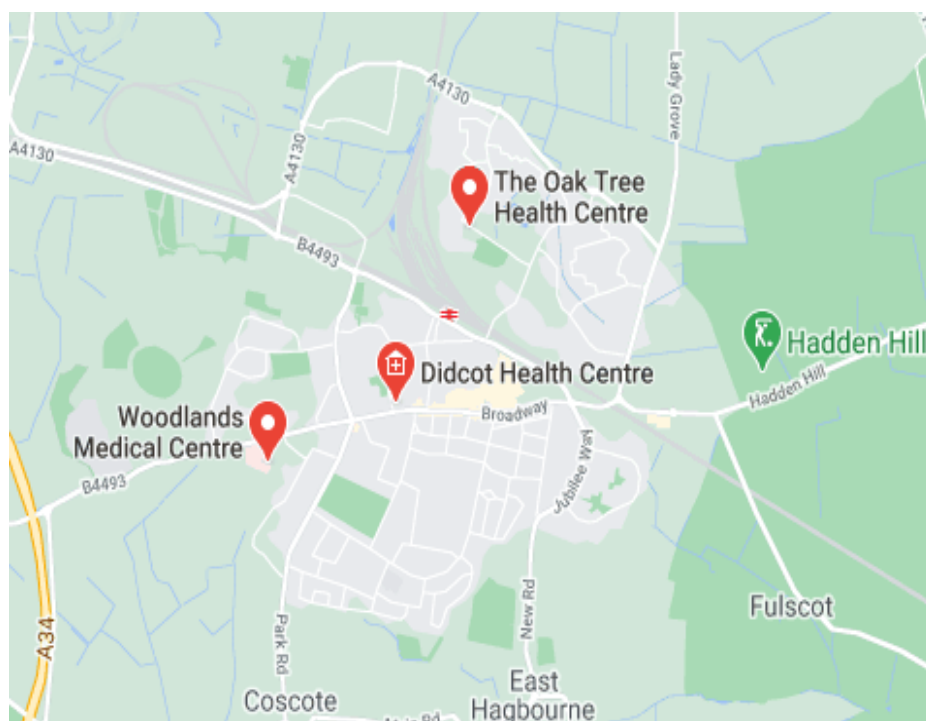 A4130
A4130
A4130
Lady Grove
The Oak Tree
Health Centre
B4493
Hadden Hill
Didcot Health Centre
Hadden Hill
Woodlands
Medical Centre
Broadway
B4493
Jubilee Way
Fulscot
New Rd
Park Rd
A34
East
Hagbourne
Coscote